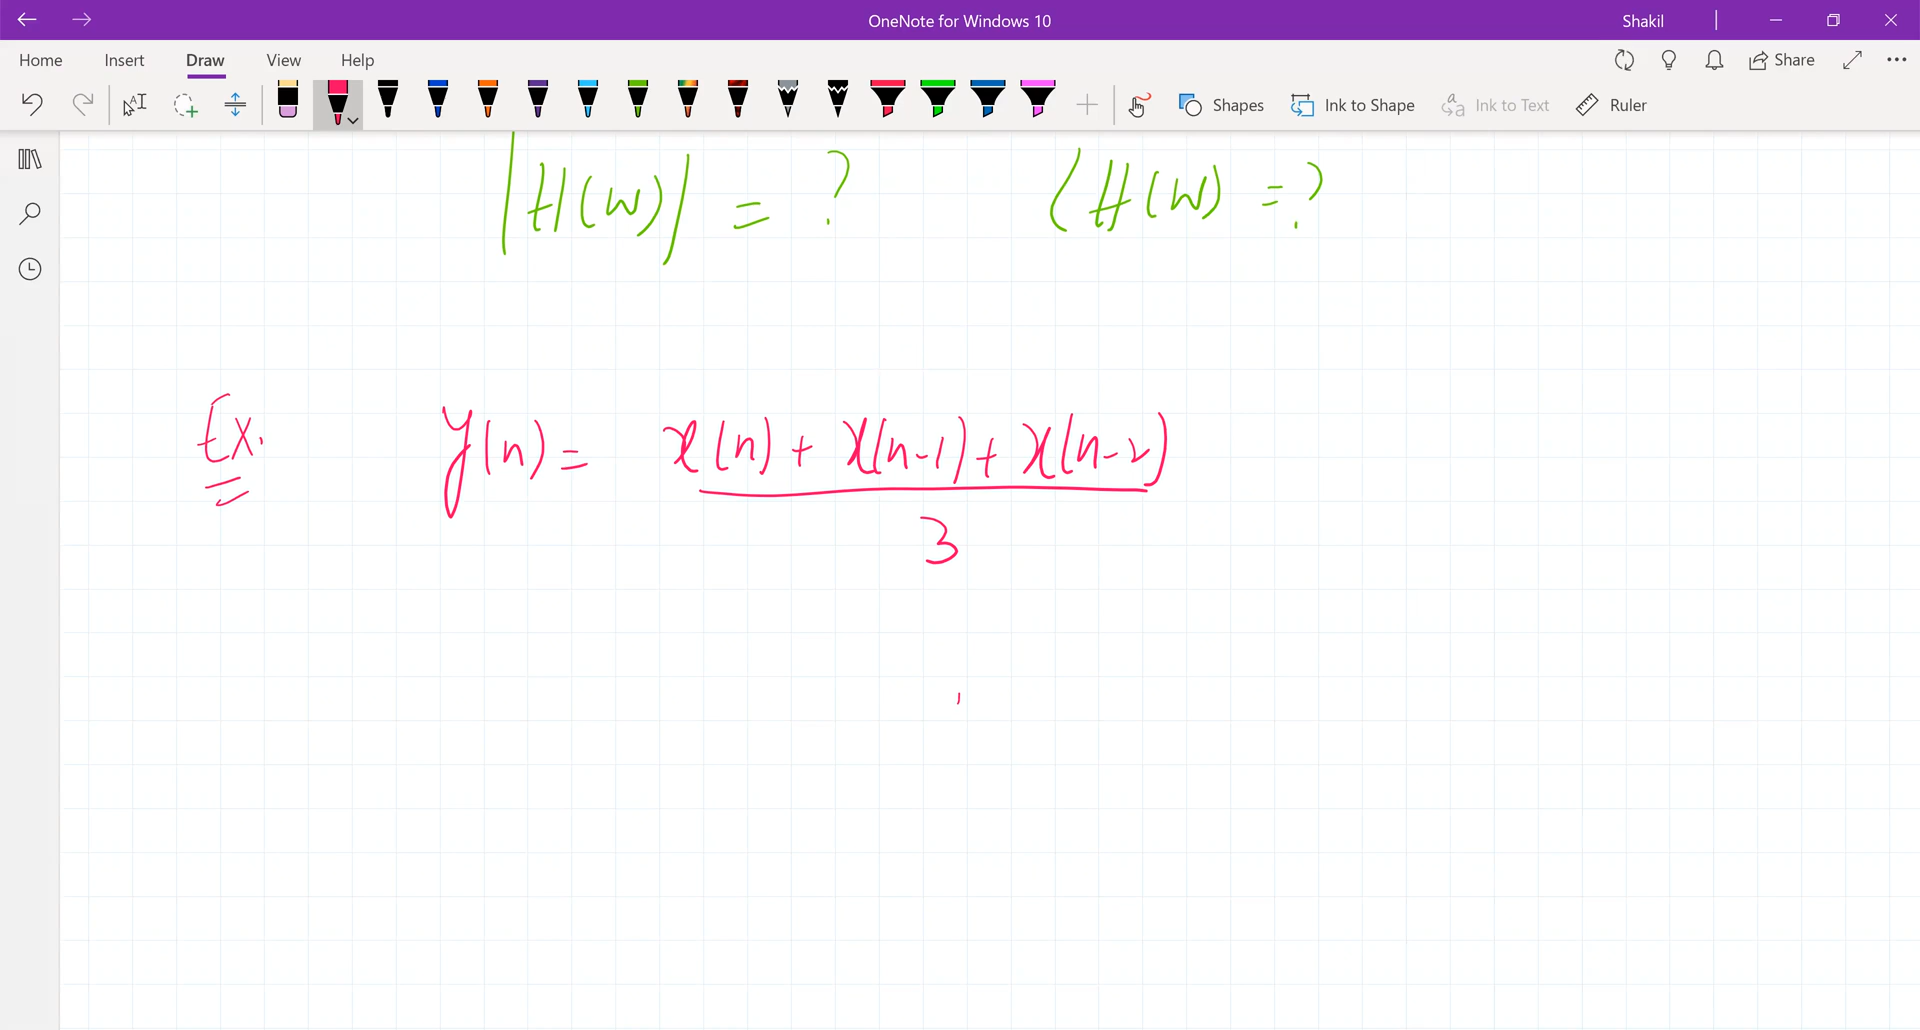 OneNote for Windows 10
Shakil
Home Insert Draw View Help
Share
Shapes Ink to Shape Ink to Text Ruler
|H(w)| = ? ⟨H(w) = ?
Ex. y(n) = x(n) + x(n-1) + x(n-2)
3